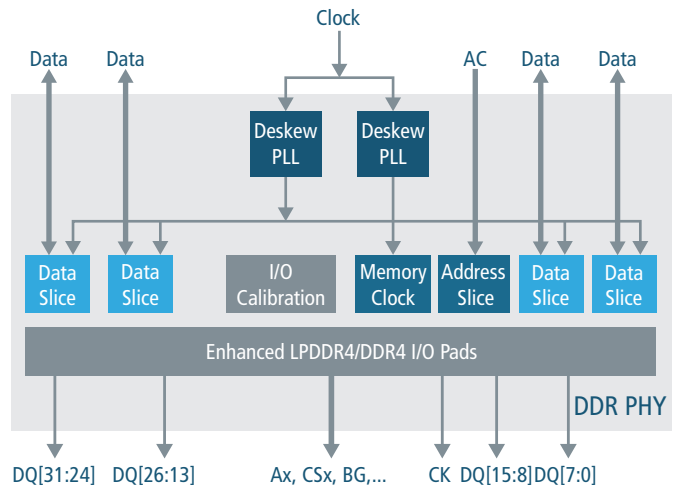 Clock
Data
Data
AC
Data
Data
Deskew
PLL
Deskew
PLL
Data
Slice
Data
Slice
I/O
Calibration
Memory
Clock
Address
Slice
Data
Slice
Data
Slice
Enhanced LPDDR4/DDR4 I/O Pads
DDR PHY
DQ[31:24]
DQ[26:13]
Ax, CSx, BG,...
CK
DQ[15:8]
DQ[7:0]